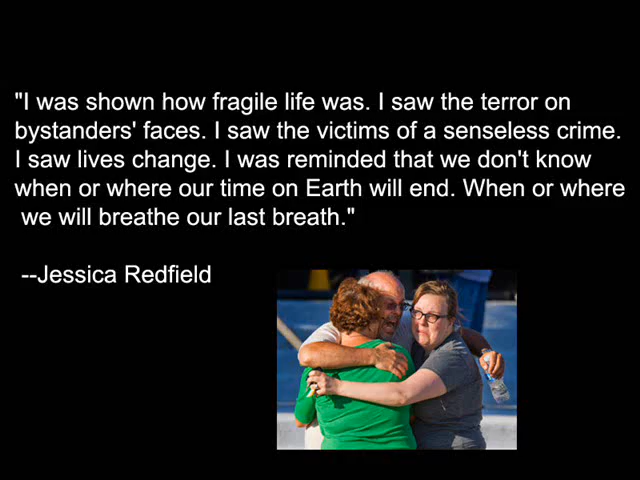 "I was shown how fragile life was. I saw the terror on
bystanders' faces. I saw the victims of a senseless crime.
I saw lives change. I was reminded that we don't know
when or where our time on Earth will end. When or where
we will breathe our last breath."
--Jessica Redfield